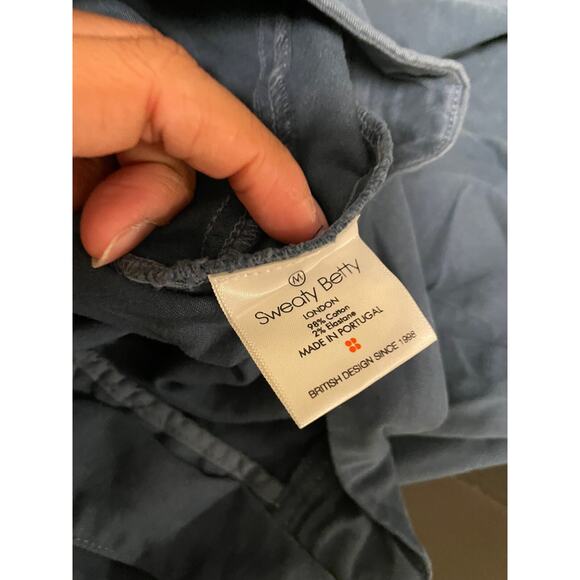 M
Sweaty Betty
LONDON
98% Cotton
2% Elastane
MADE IN PORTUGAL
BRITISH DESIGN SINCE 1998